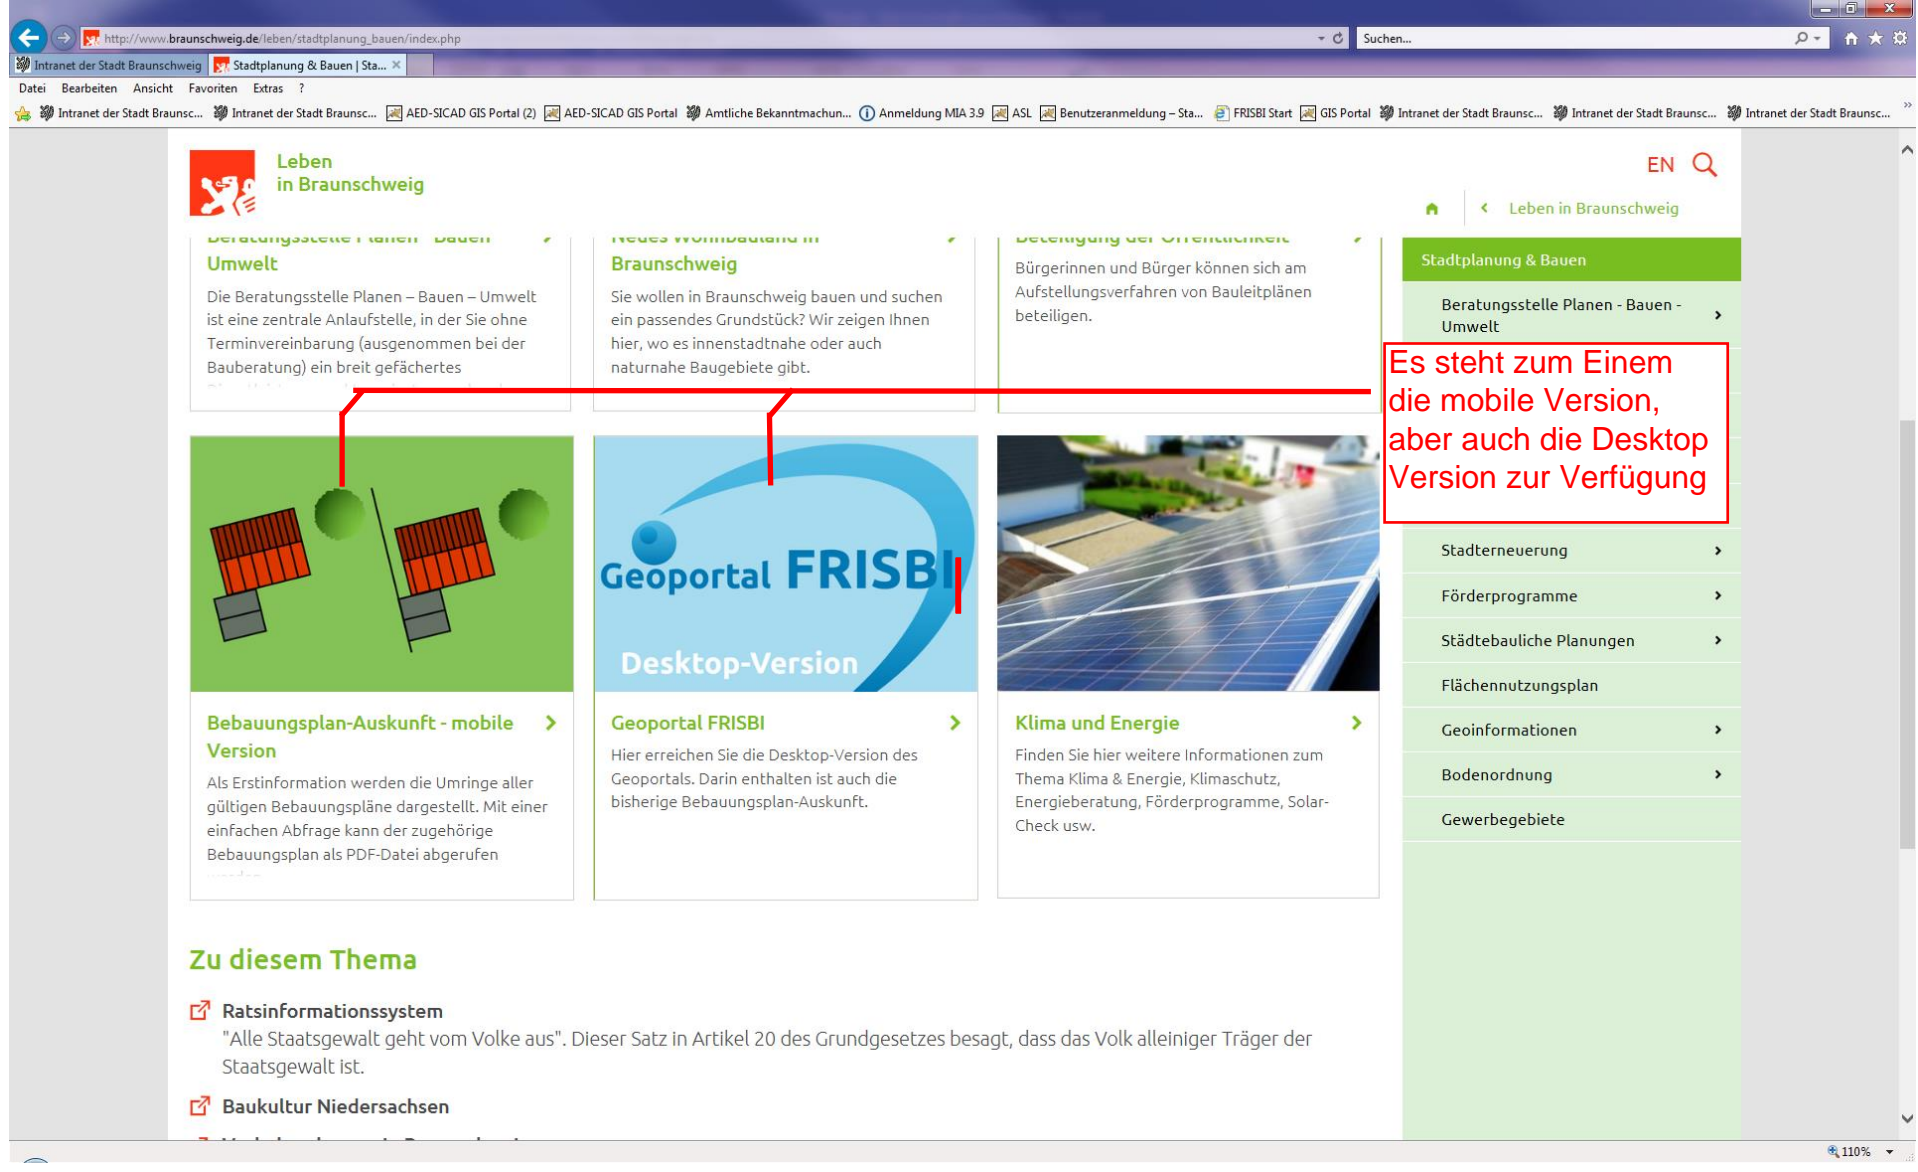 http://www.braunschweig.de/leben/stadtplanung_bauen/index.php
Suchen...
Intranet der Stadt Braunschweig
Stadtplanung & Bauen | Sta...
Datei Bearbeiten Ansicht Favoriten Extras ?
Intranet der Stadt Braunsc... Intranet der Stadt Braunsc... AED-SICAD GIS Portal (2) AED-SICAD GIS Portal Amtliche Bekanntmachun... Anmeldung MIA 3.9 ASL Benutzeranmeldung – Sta... FRISBI Start GIS Portal Intranet der Stadt Braunsc... Intranet der Stadt Braunsc... Intranet der Stadt Braunsc...
Leben
in Braunschweig
EN
Leben in Braunschweig
Beratungsstelle Planen - Bauen -
Umwelt
Die Beratungsstelle Planen – Bauen – Umwelt
ist eine zentrale Anlaufstelle, in der Sie ohne
Terminvereinbarung (ausgenommen bei der
Bauberatung) ein breit gefächertes
Neues Wohnbauland in
Braunschweig
Sie wollen in Braunschweig bauen und suchen
ein passendes Grundstück? Wir zeigen Ihnen
hier, wo es innenstadtnahe oder auch
naturnahe Baugebiete gibt.
Beteiligung der Öffentlichkeit
Bürgerinnen und Bürger können sich am
Aufstellungsverfahren von Bauleitplänen
beteiligen.
Stadtplanung & Bauen
Beratungsstelle Planen - Bauen -
Umwelt
Es steht zum Einem
die mobile Version,
aber auch die Desktop
Version zur Verfügung
Stadterneuerung
Förderprogramme
Städtebauliche Planungen
Flächennutzungsplan
Geoinformationen
Bodenordnung
Gewerbegebiete
Geoportal FRISBI
Desktop-Version
Bebauungsplan-Auskunft - mobile
Version
Als Erstinformation werden die Umringe aller
gültigen Bebauungspläne dargestellt. Mit einer
einfachen Abfrage kann der zugehörige
Bebauungsplan als PDF-Datei abgerufen
Geoportal FRISBI
Hier erreichen Sie die Desktop-Version des
Geoportals. Darin enthalten ist auch die
bisherige Bebauungsplan-Auskunft.
Klima und Energie
Finden Sie hier weitere Informationen zum
Thema Klima & Energie, Klimaschutz,
Energieberatung, Förderprogramme, Solar-
Check usw.
Zu diesem Thema
Ratsinformationssystem
"Alle Staatsgewalt geht vom Volke aus". Dieser Satz in Artikel 20 des Grundgesetzes besagt, dass das Volk alleiniger Träger der
Staatsgewalt ist.
Baukultur Niedersachsen
110%